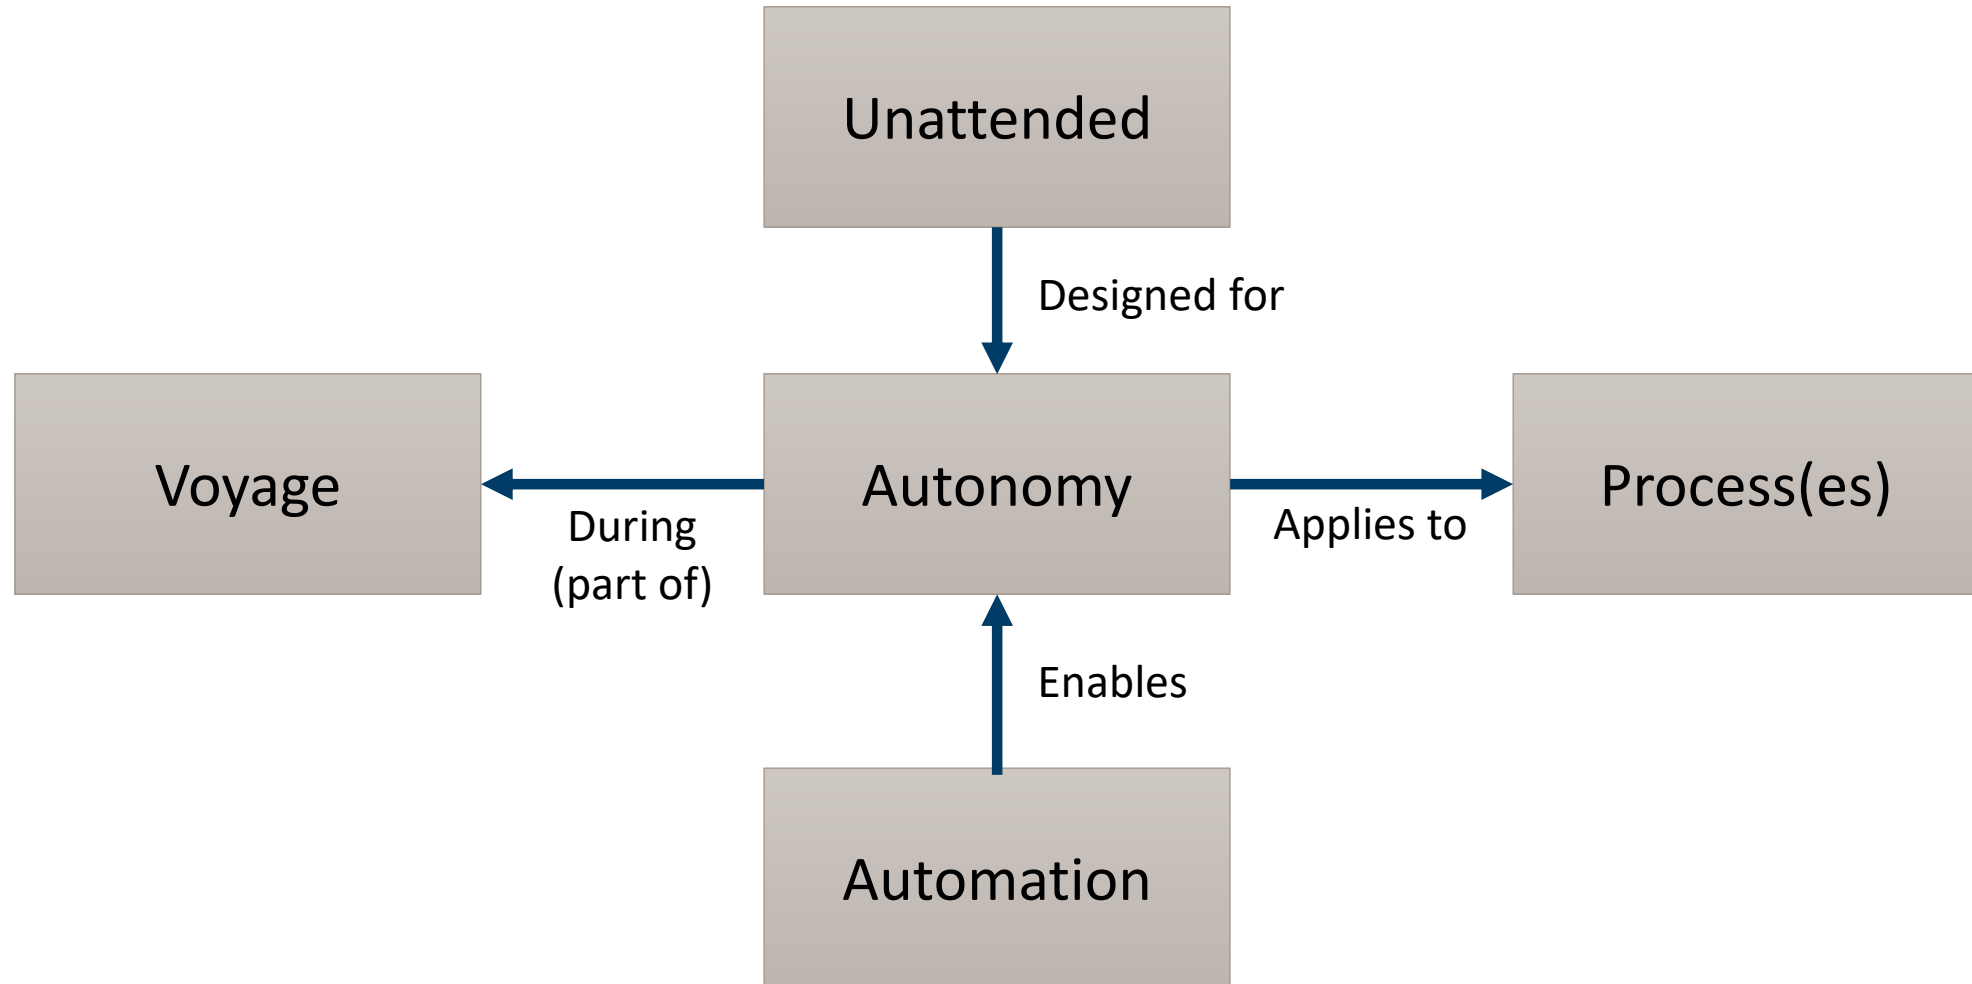 Unattended
Designed for
Voyage
During
(part of)
Autonomy
Applies to
Process(es)
Enables
Automation